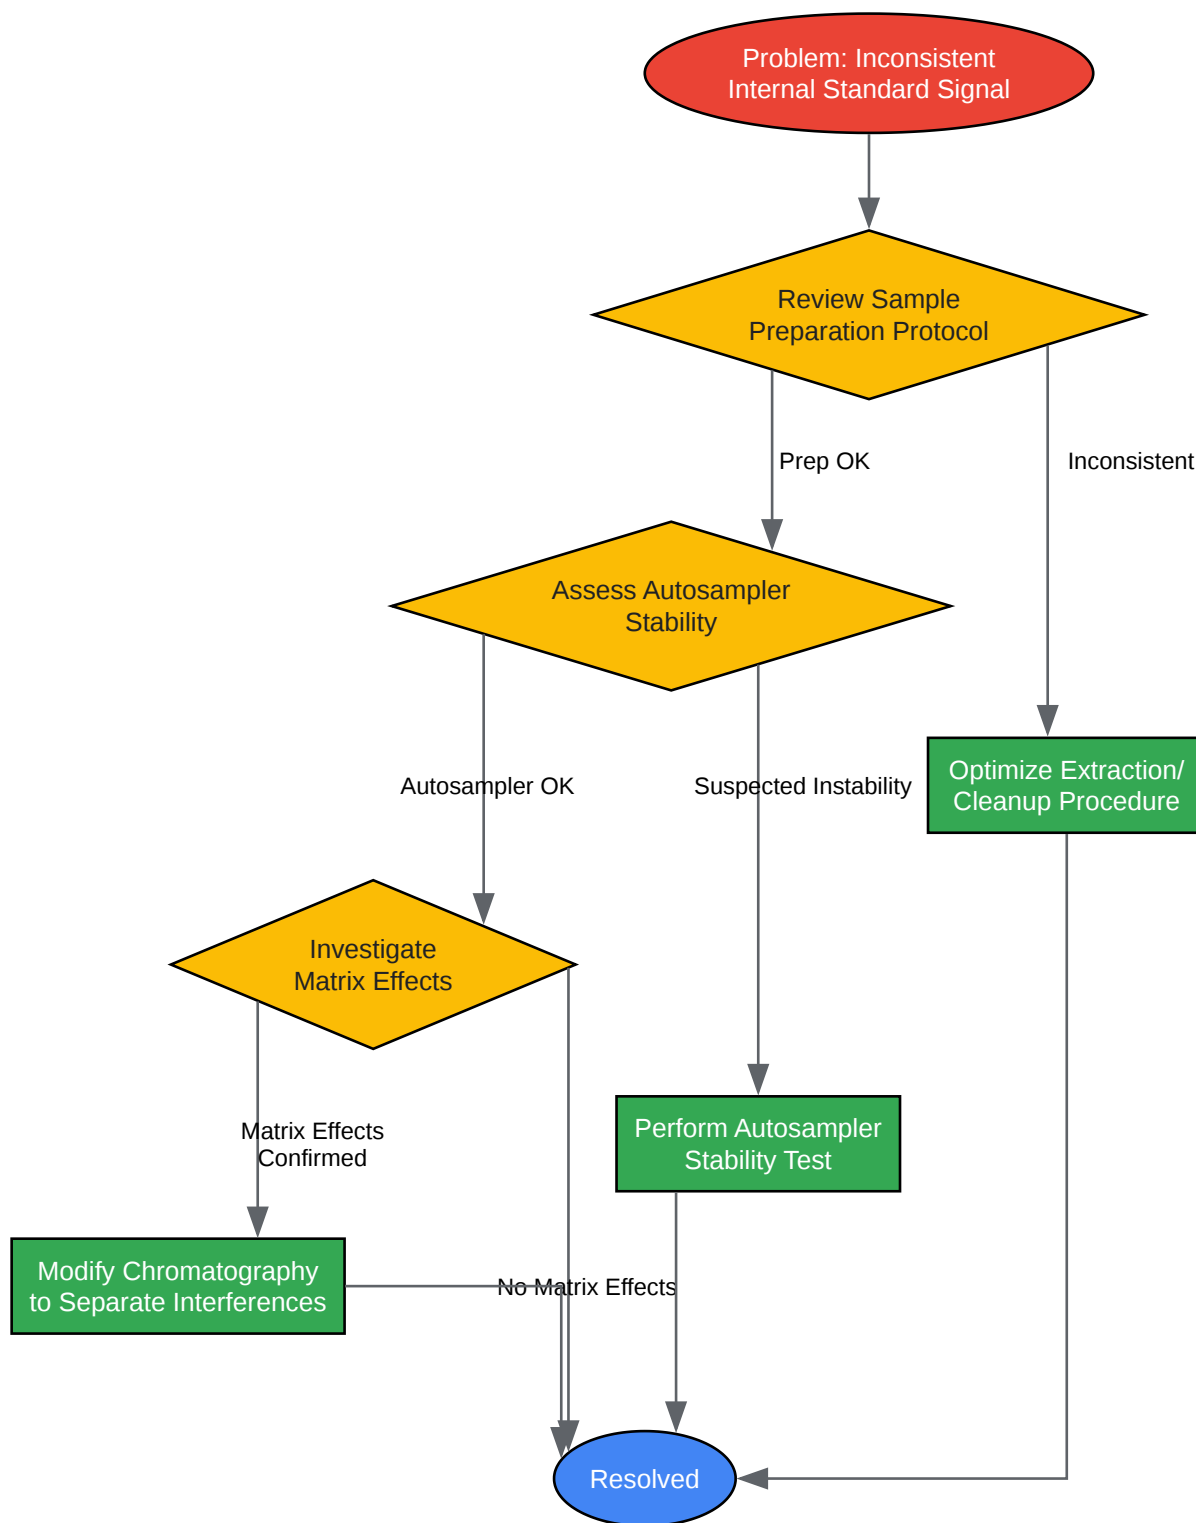 Problem: Inconsistent
Internal Standard Signal
Review Sample
Preparation Protocol
Prep OK
Inconsistent
Assess Autosampler
Stability
Autosampler OK
Suspected Instability
Optimize Extraction/
Cleanup Procedure
Investigate
Matrix Effects
Matrix Effects
Confirmed
Perform Autosampler
Stability Test
Modify Chromatography
to Separate Interferences
No Matrix Effects
Resolved